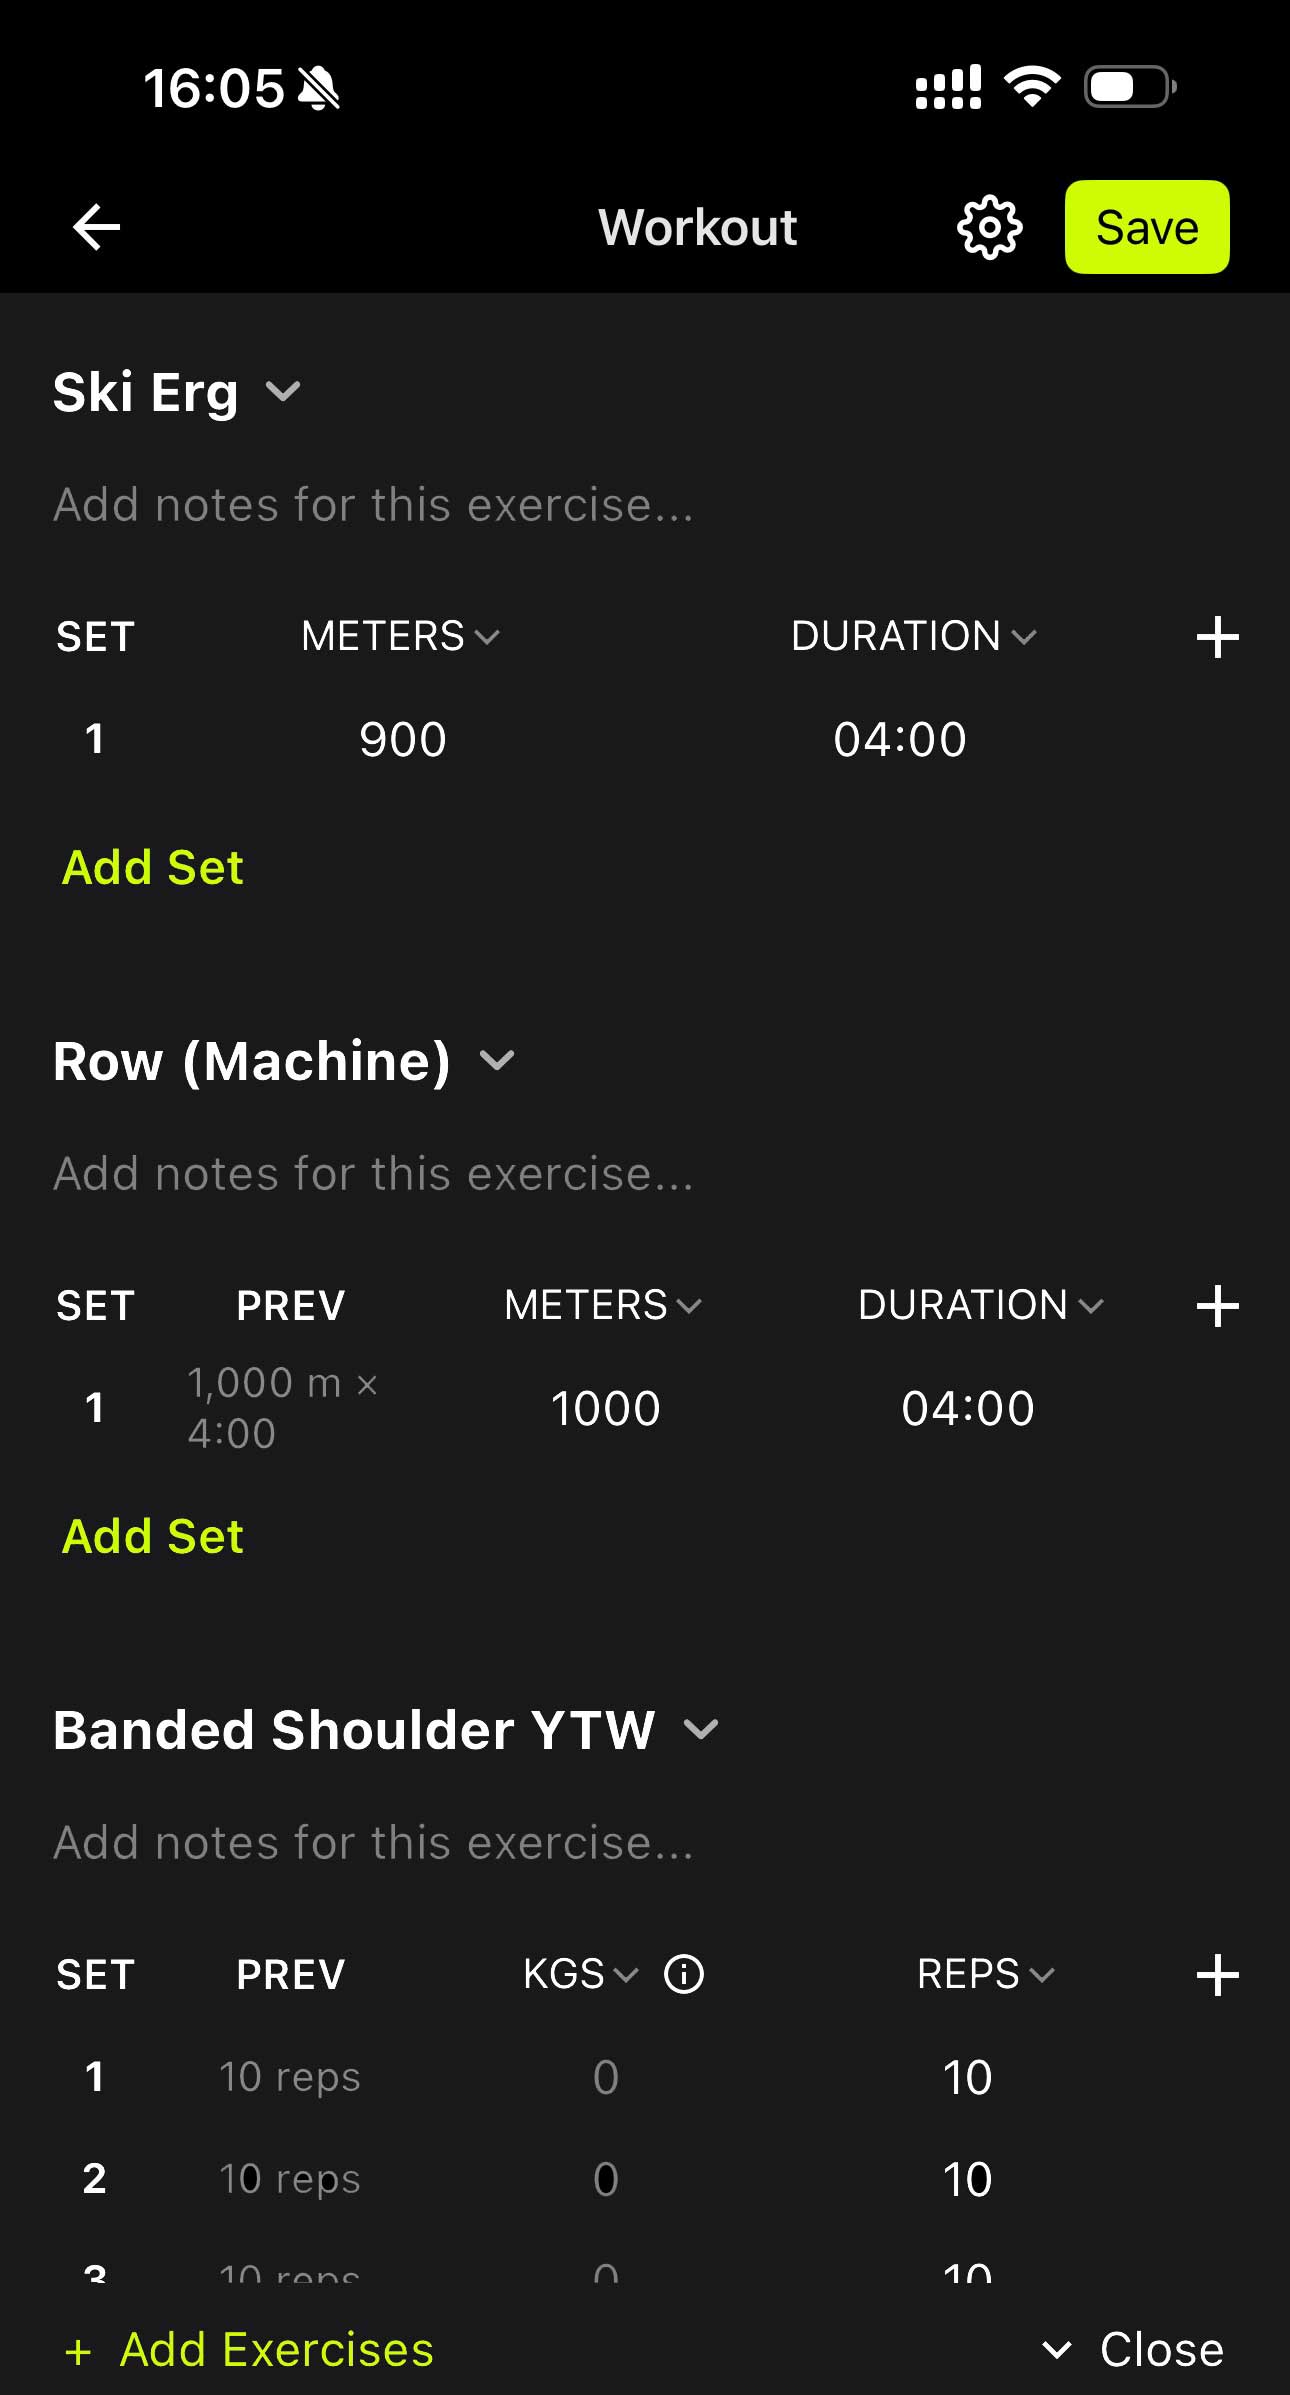 16:05
Workout
Save
Ski Erg
Add notes for this exercise...
SET METERS DURATION +
1 900 04:00
Add Set
Row (Machine)
Add notes for this exercise...
SET PREV METERS DURATION +
1 1,000 m × 4:00 1000 04:00
Add Set
Banded Shoulder YTW
Add notes for this exercise...
SET PREV KGS REPS +
1 10 reps 0 10
2 10 reps 0 10
3 10 reps 0 10
+ Add Exercises Close